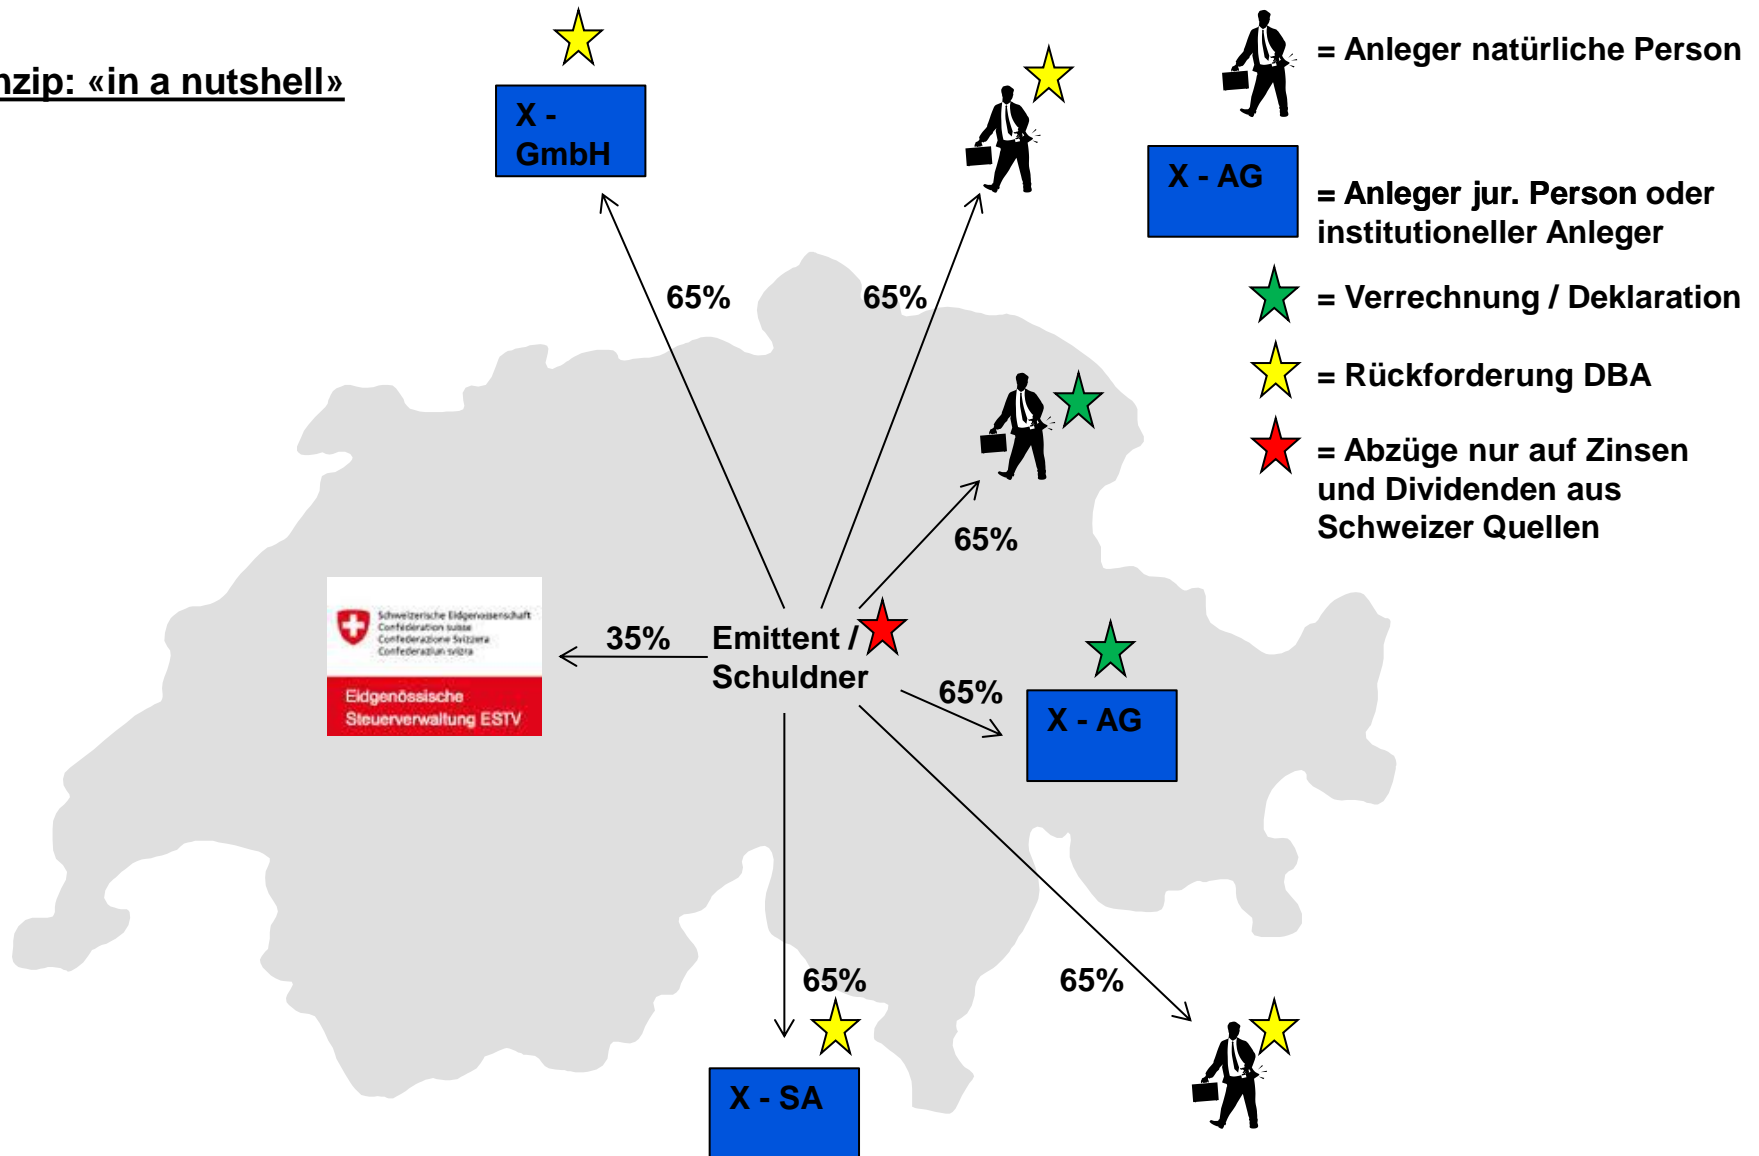 nzip: «in a nutshell»
X -
GmbH
= Anleger natürliche Person
X - AG
= Anleger jur. Person oder
institutioneller Anleger
= Verrechnung / Deklaration
= Rückforderung DBA
= Abzüge nur auf Zinsen
und Dividenden aus
Schweizer Quellen
65%
65%
65%
Schweizerische Eidgenossenschaft
Confédération suisse
Confederazione Svizzera
Confederaziun svizra
Eidgenössische
Steuerverwaltung ESTV
35%
Emittent /
Schuldner
65%
X - AG
65%
65%
X - SA